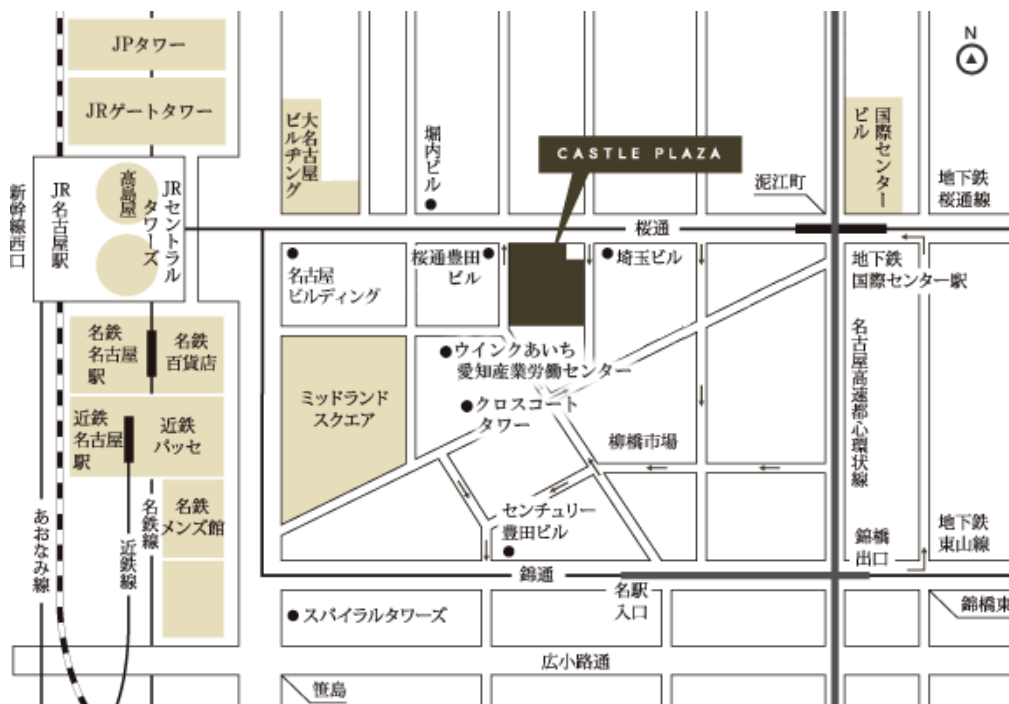 JPタワー
JRゲートタワー
N
大名古屋
ビルヂング
堀内ビル
CASTLE PLAZA
泥江町
国際センター
ビル
地下鉄
桜通線
新幹線西口
JR名古屋駅
髙島屋
JRセントラル
タワーズ
桜通
名古屋
ビルディング
桜通豊田
ビル
埼玉ビル
地下鉄
国際センター駅
名鉄
名古屋
駅
名鉄
百貨店
ウインクあいち
愛知産業労働センター
ミッドランド
スクエア
クロスコート
タワー
名古屋高速都心環状線
近鉄
名古屋
駅
近鉄
パッセ
柳橋市場
名鉄
メンズ館
あおなみ線
近鉄線
名鉄線
センチュリー
豊田ビル
錦橋
出口
地下鉄
東山線
錦通
名駅
入口
スパイラルタワーズ
錦橋東
広小路通
笹島